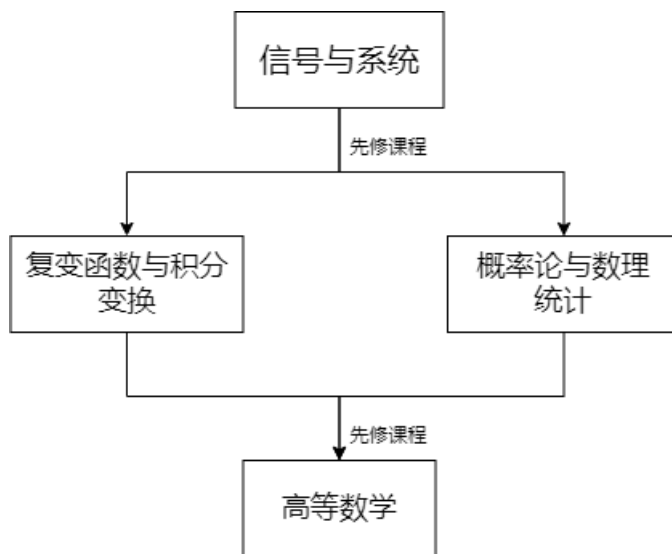 信号与系统
先修课程
复变函数与积分
变换
概率论与数理
统计
先修课程
高等数学